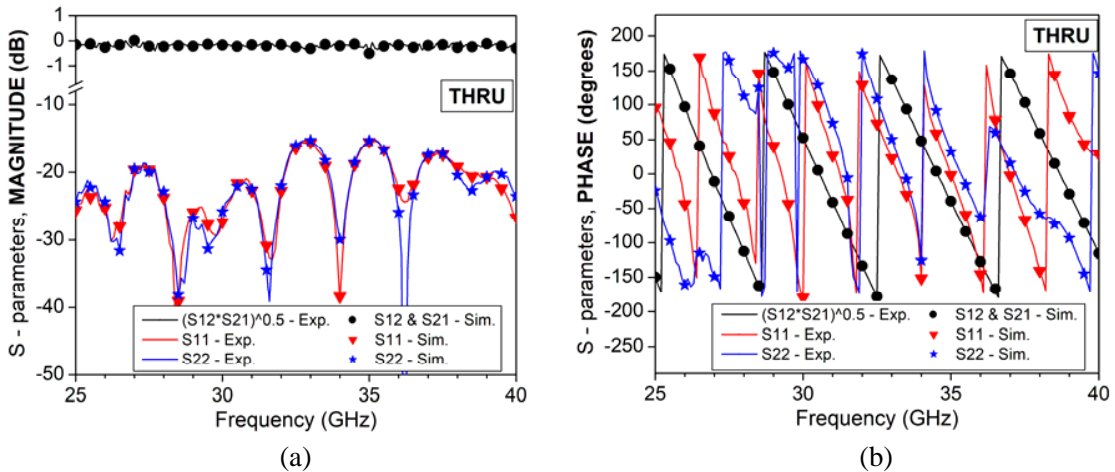 (a)
1
0
-1
-10
-20
-30
-40
-50
S - parameters, MAGNITUDE (dB)
THRU
(S12*S21)^0.5 - Exp.
S12 & S21 - Sim.
S11 - Exp.
S11 - Sim.
S22 - Exp.
S22 - Sim.
25
30
35
40
Frequency (GHz)
(a)
(b)
200
150
100
50
0
-50
-100
-150
-200
-250
S - parameters, PHASE (degrees)
THRU
(S12*S21)^0.5 - Exp.
S12 & S21 - Sim.
S11 - Exp.
S11 - Sim.
S22 - Exp.
S22 - Sim.
25
30
35
40
Frequency (GHz)
(b)